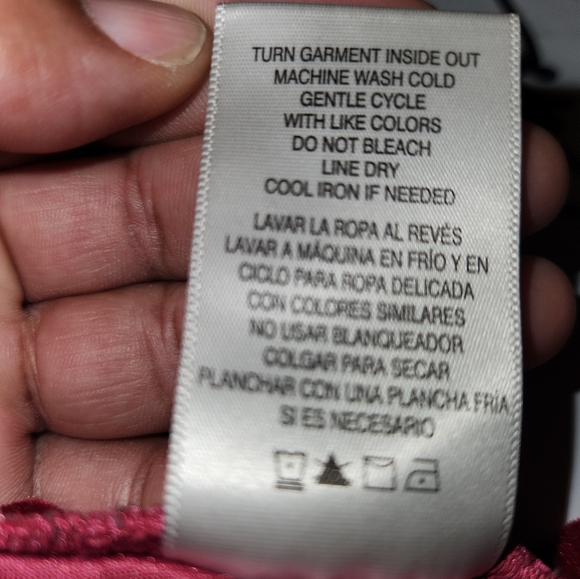 TURN GARMENT INSIDE OUT
MACHINE WASH COLD
GENTLE CYCLE
WITH LIKE COLORS
DO NOT BLEACH
LINE DRY
COOL IRON IF NEEDED
LAVAR LA ROPA AL REVÉS
LAVAR A MÁQUINA EN FRÍO Y EN
CICLO PARA ROPA DELICADA
CON COLORES SIMILARES
NO USAR BLANQUEADOR
COLGAR PARA SECAR
PLANCHAR CON UNA PLANCHA FRÍA
SI ES NECESARIO